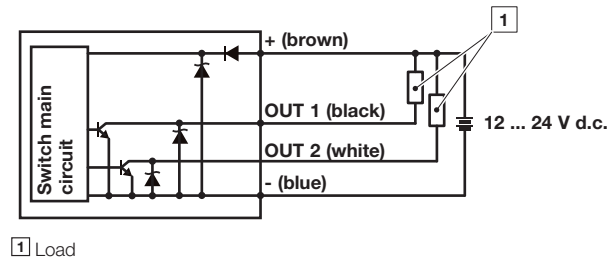 1
+ (brown)
Switch main
circuit
OUT 1 (black)
12 ... 24 V d.c.
OUT 2 (white)
- (blue)
1 Load